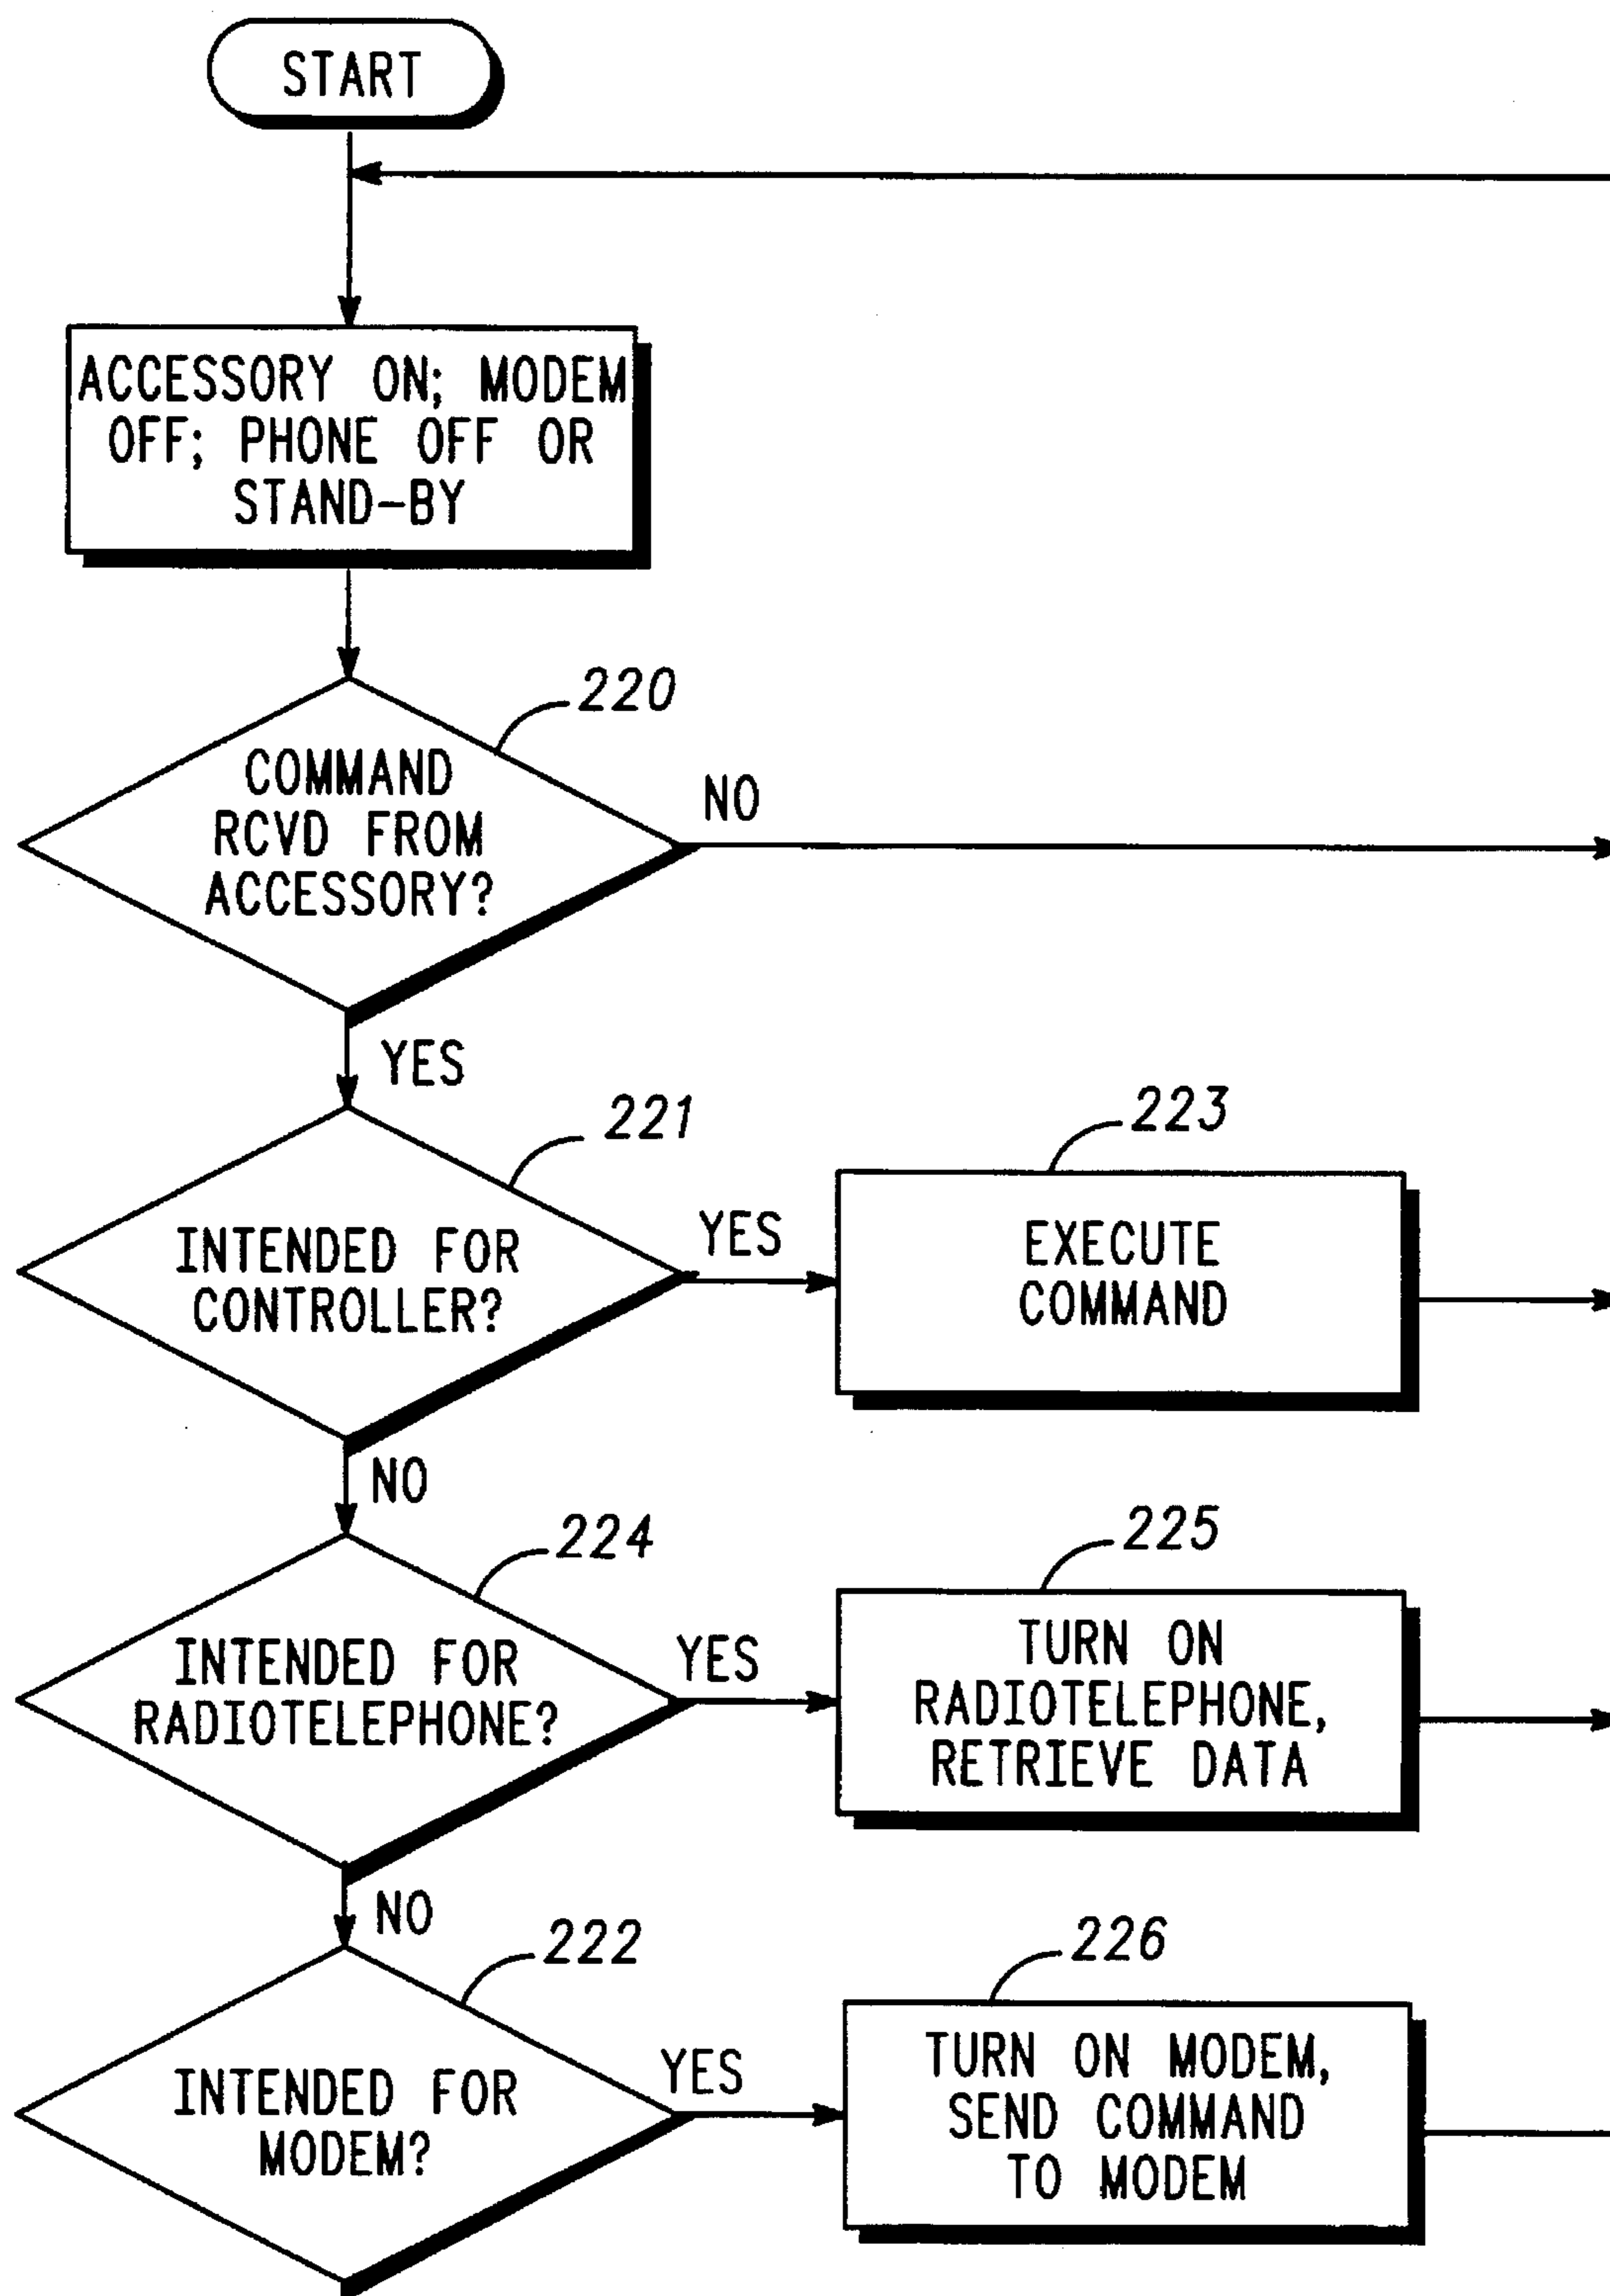 START
ACCESSORY ON; MODEM
OFF; PHONE OFF OR
STAND-BY
220
COMMAND
RCVD FROM
ACCESSORY?
NO
YES
221
INTENDED FOR
CONTROLLER?
YES
223
EXECUTE
COMMAND
NO
224
INTENDED FOR
RADIOTELEPHONE?
YES
225
TURN ON
RADIOTELEPHONE,
RETRIEVE DATA
NO
222
INTENDED FOR
MODEM?
YES
226
TURN ON MODEM,
SEND COMMAND
TO MODEM